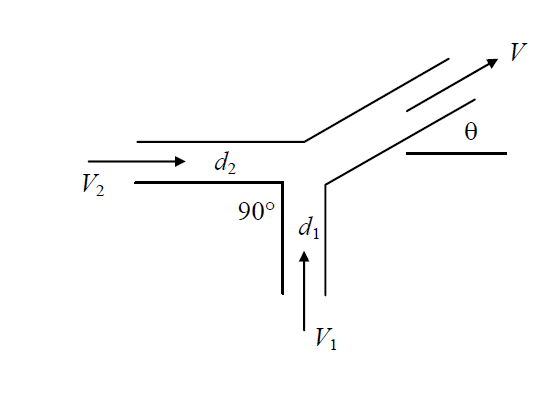 V
θ
d₂
V₂
90°
d₁
V₁